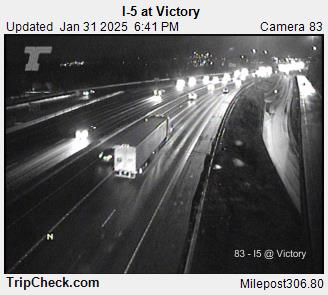 I-5 at Victory
Updated Jan 31 2025 6:41 PM Camera 83
T
N
83 - I5 @ Victory
TripCheck.com Milepost306.80